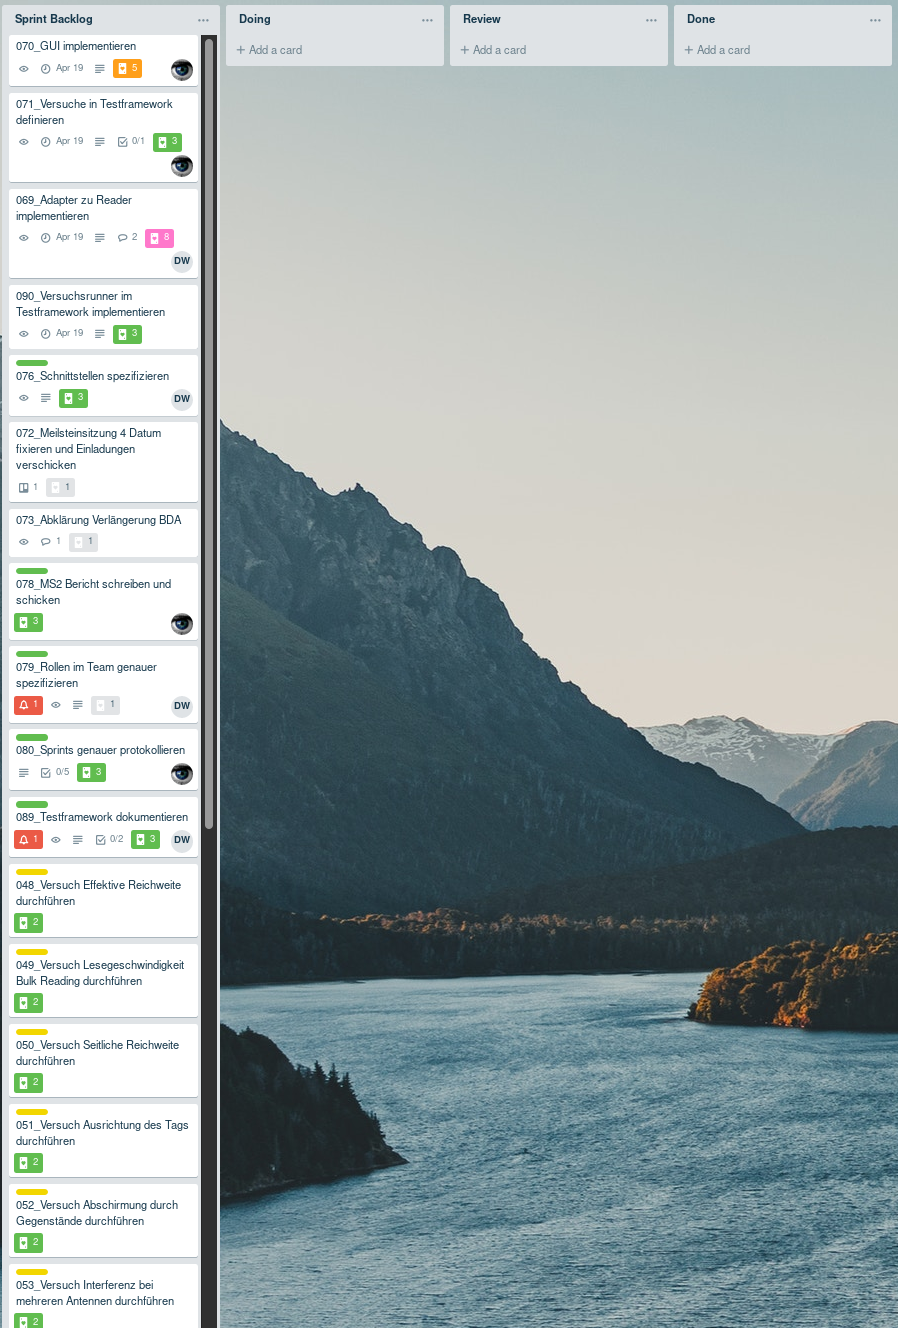 Sprint Backlog
Doing
Review
Done
+ Add a card
+ Add a card
+ Add a card
070_GUI implementieren
Apr 19 5
071_Versuche in Testframework
definieren
Apr 19 0/1 3
069_Adapter zu Reader
implementieren
Apr 19 2 8
DW
090_Versuchsrunner im
Testframework implementieren
Apr 19 3
076_Schnittstellen spezifizieren
3 DW
072_Meilsteinsitzung 4 Datum
fixieren und Einladungen
verschicken
1 1
073_Abklärung Verlängerung BDA
1 1
078_MS2 Bericht schreiben und
schicken
3
079_Rollen im Team genauer
spezifizieren
1 1 DW
080_Sprints genauer protokollieren
0/5 3
089_Testframework dokumentieren
1 0/2 3 DW
048_Versuch Effektive Reichweite
durchführen
2
049_Versuch Lesegeschwindigkeit
Bulk Reading durchführen
2
050_Versuch Seitliche Reichweite
durchführen
2
051_Versuch Ausrichtung des Tags
durchführen
2
052_Versuch Abschirmung durch
Gegenstände durchführen
2
053_Versuch Interferenz bei
mehreren Antennen durchführen
2